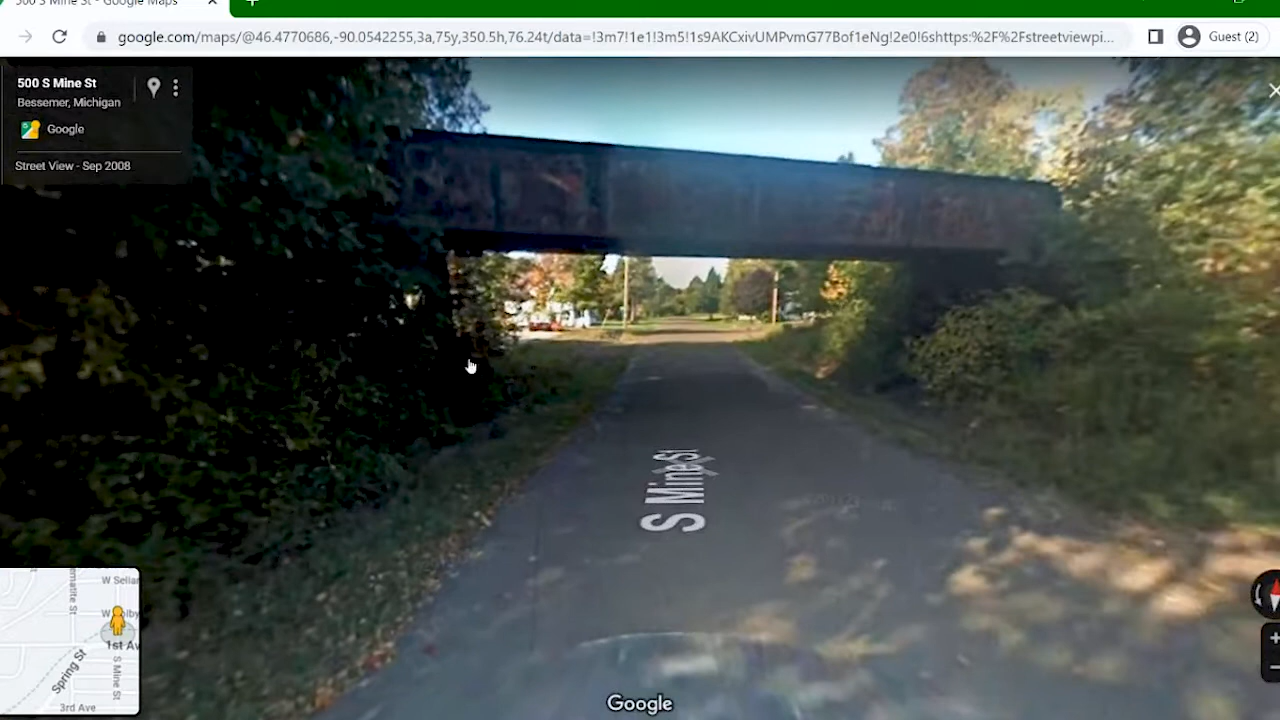 500 S Mine St - Google Maps
google.com/maps/@46.4770686,-90.0542255,3a,75y,350.5h,76.24t/data=!3m7!1e1!3m5!1s9AKCxivUMPvmG77Bof1eNg!2e0!6shttps:%2F%2Fstreetviewpi...
Guest (2)
500 S Mine St
Bessemer, Michigan
Google
Street View - Sep 2008
S Mine St
W Sellar
W
1st Av
Spring St
S Mine St
3rd Ave
Google